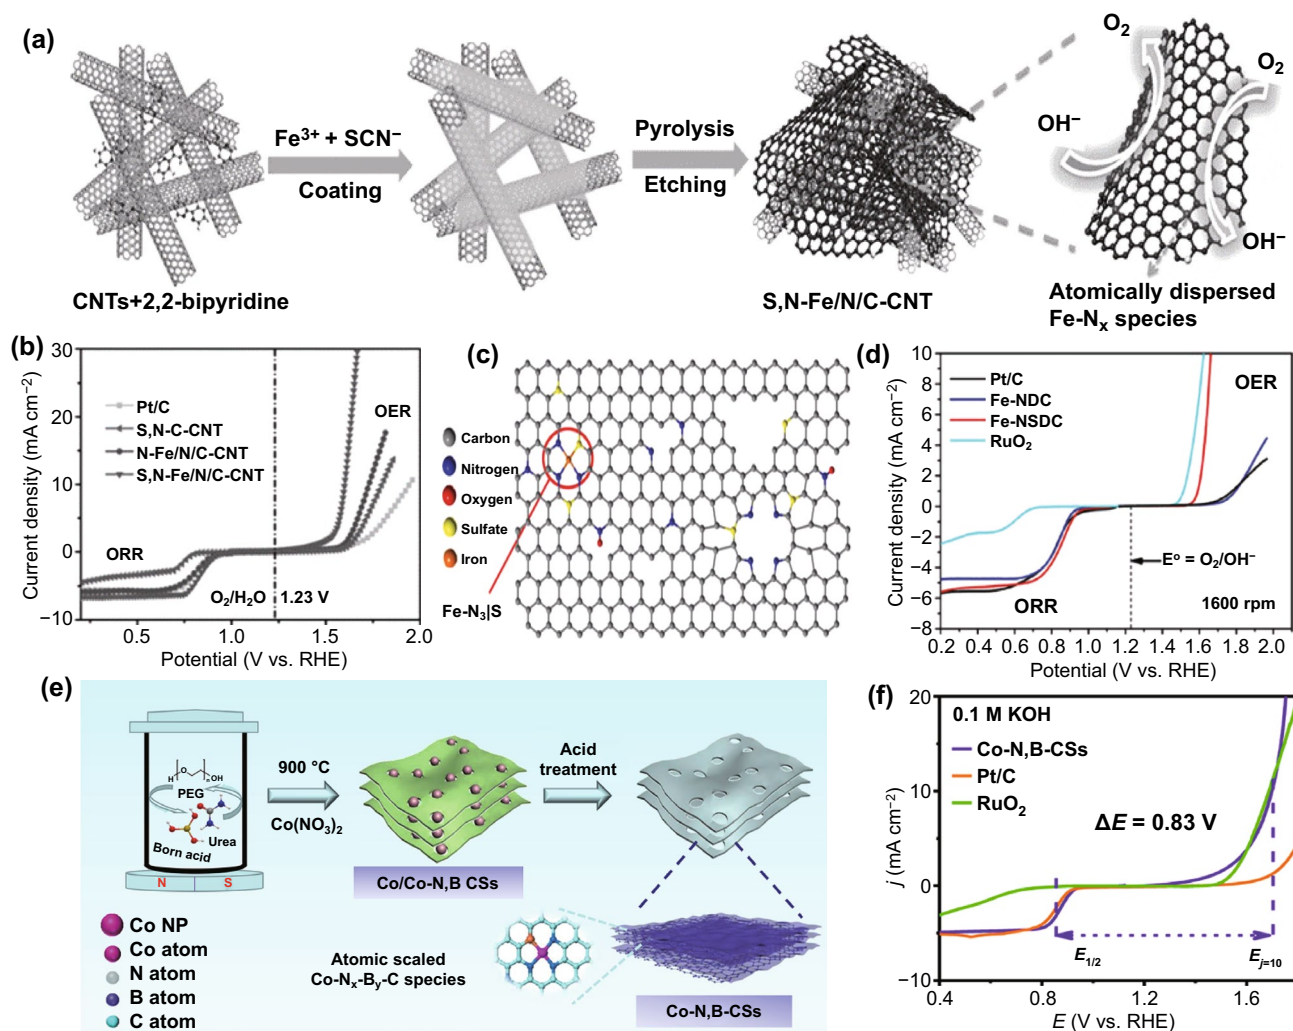 (a)
Fe³⁺ + SCN⁻
Coating
Pyrolysis
Etching
O₂
O₂
OH⁻
OH⁻
CNTs+2,2-bipyridine
S,N-Fe/N/C-CNT
Atomically dispersed
Fe-Nₓ species
(b)
30
20
10
0
−10
Current density (mA cm⁻²)
Pt/C
S,N-C-CNT
N-Fe/N/C-CNT
S,N-Fe/N/C-CNT
OER
ORR
O₂/H₂O
1.23 V
0.5
1.0
1.5
2.0
Potential (V vs. RHE)
(c)
Carbon
Nitrogen
Oxygen
Sulfate
Iron
Fe-N₃|S
(d)
10
8
6
4
2
0
−2
−4
−6
−8
Current density (mA cm⁻²)
Pt/C
Fe-NDC
Fe-NSDC
RuO₂
OER
E° = O₂/OH⁻
ORR
1600 rpm
0.2
0.4
0.6
0.8
1.0
1.2
1.4
1.6
1.8
2.0
Potential (V vs. RHE)
(e)
H
O
n
OH
PEG
Urea
Born acid
N
S
900 °C
Co(NO₃)₂
Acid
treatment
Co/Co-N,B CSs
Co NP
Co atom
N atom
B atom
C atom
Atomic scaled
Co-Nₓ-Bᵧ-C species
Co-N,B-CSs
(f)
20
10
0
−10
j (mA cm⁻²)
0.1 M KOH
Co-N,B-CSs
Pt/C
RuO₂
ΔE = 0.83 V
E₁/₂
Eⱼ₌₁₀
0.4
0.8
1.2
1.6
E (V vs. RHE)